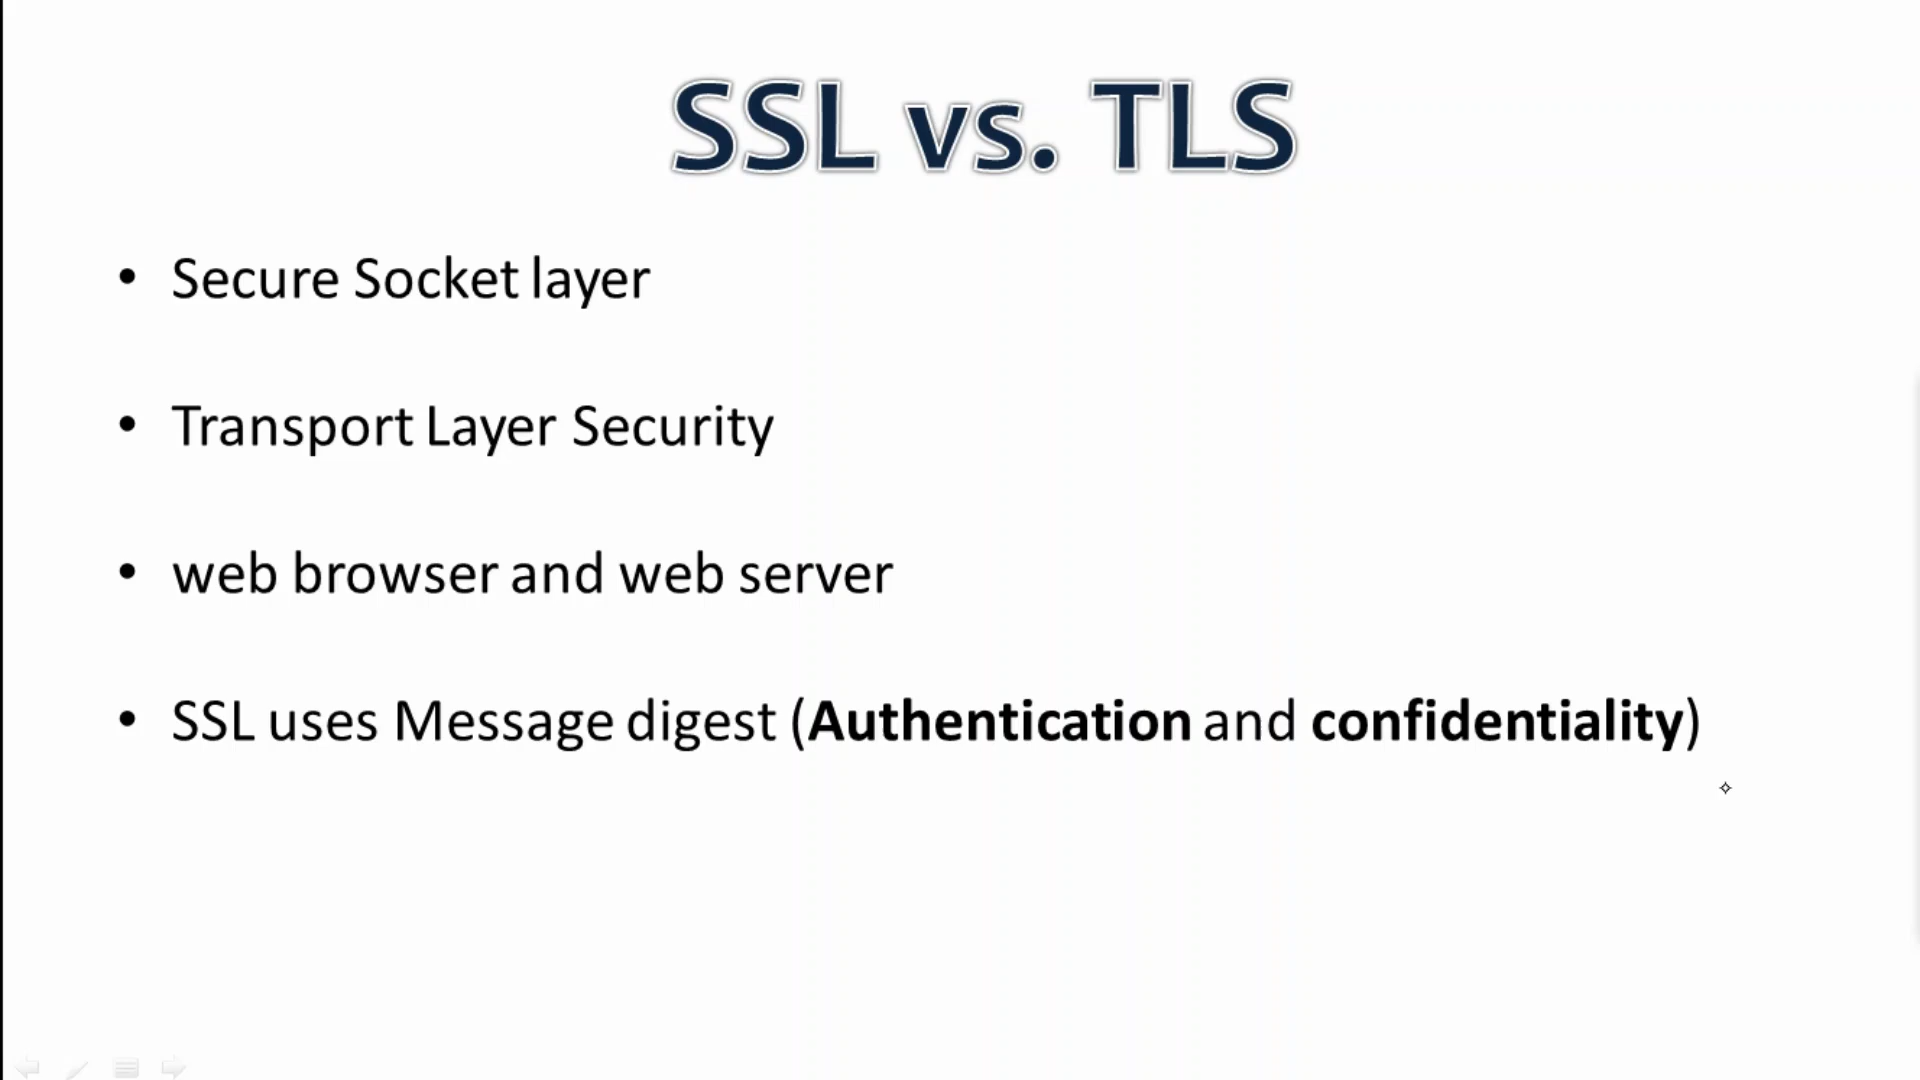 SSL vs. TLS
• Secure Socket layer
• Transport Layer Security
• web browser and web server
• SSL uses Message digest (Authentication and confidentiality)